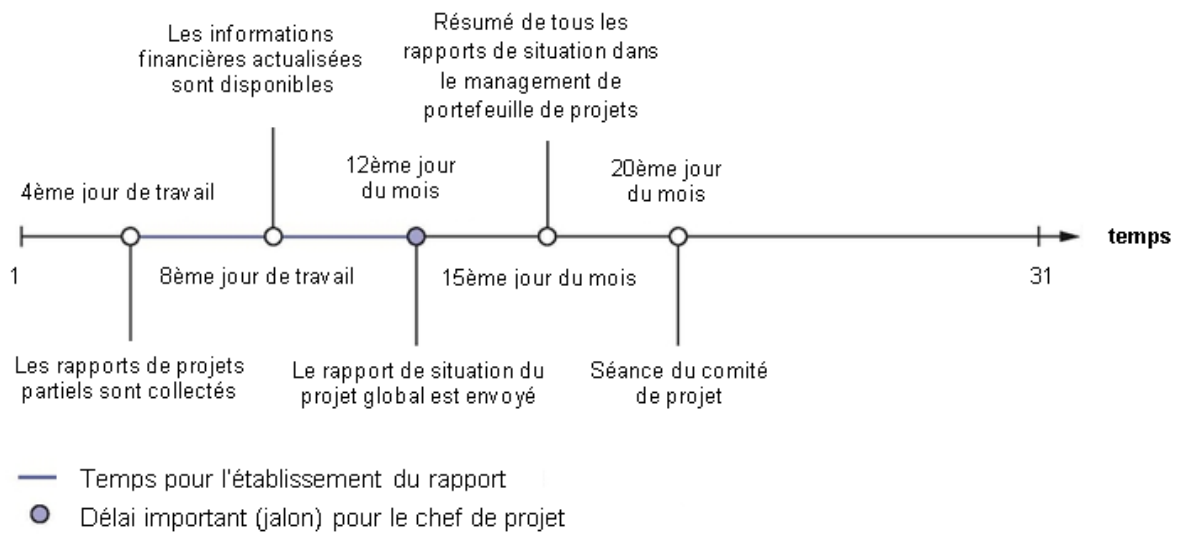 Les informations
financières actualisées
sont disponibles
Résumé de tous les
rapports de situation dans
le management de
portefeuille de projets
4ème jour de travail
12ème jour
du mois
20ème jour
du mois
temps
1
8ème jour de travail
15ème jour du mois
31
Les rapports de projets
partiels sont collectés
Le rapport de situation du
projet global est envoyé
Séance du comité
de projet
Temps pour l'établissement du rapport
Délai important (jalon) pour le chef de projet